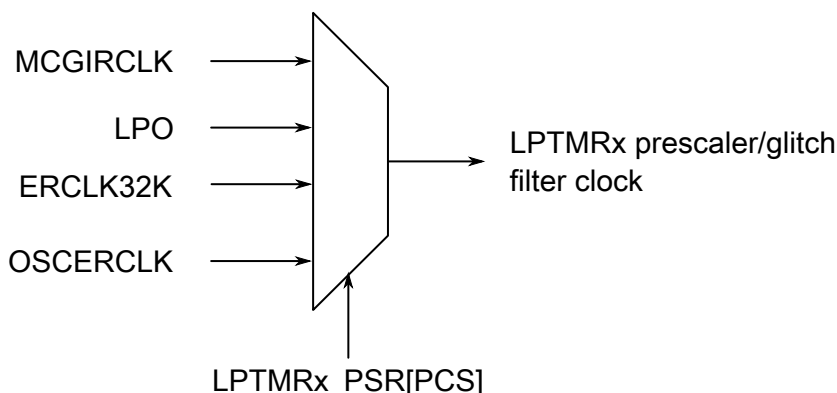 MCGIRCLK
LPO
ERCLK32K
OSCERCLK
LPTMRx prescaler/glitch
filter clock
LPTMRx_PSR[PCS]